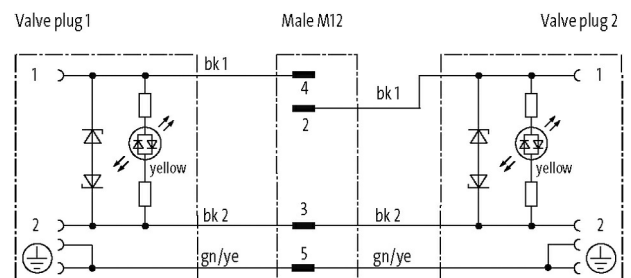 Valve plug 1
Male M12
Valve plug 2
1
bk 1
4
bk 1
1
2
yellow
yellow
2
bk 2
3
bk 2
2
gn/ye
5
gn/ye